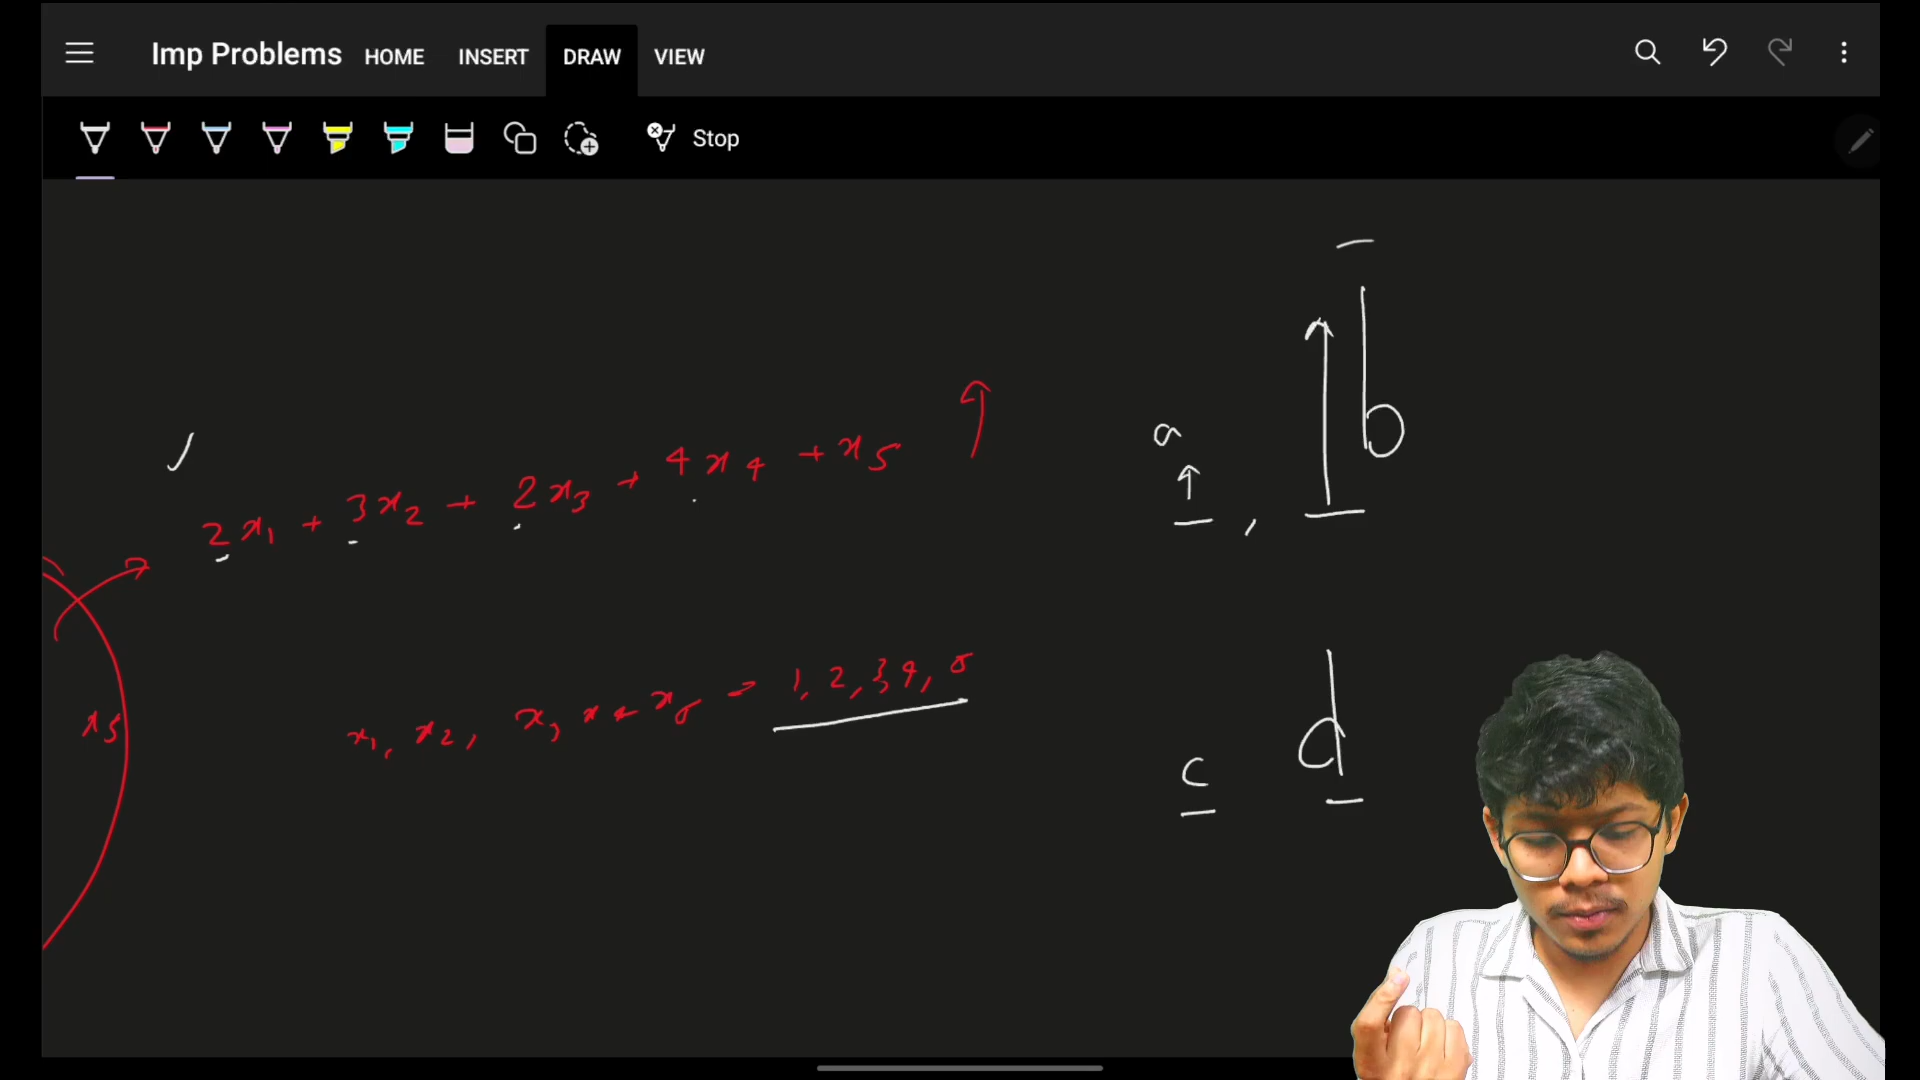 Imp Problems HOME INSERT DRAW VIEW
Stop
2x₁ + 3x₂ + 2x₃ + 4x₄ + x₅ ↑
x₅
x₁, x₂, x₃ x₄ x₅ = 1, 2, 3, 4, 5
a, b
c d